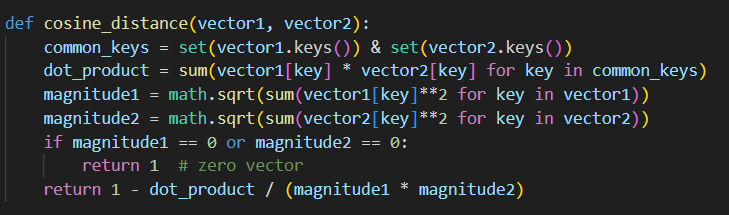 def cosine_distance(vector1, vector2):
    common_keys = set(vector1.keys()) & set(vector2.keys())
    dot_product = sum(vector1[key] * vector2[key] for key in common_keys)
    magnitude1 = math.sqrt(sum(vector1[key]**2 for key in vector1))
    magnitude2 = math.sqrt(sum(vector2[key]**2 for key in vector2))
    if magnitude1 == 0 or magnitude2 == 0:
        return 1  # zero vector
    return 1 - dot_product / (magnitude1 * magnitude2)